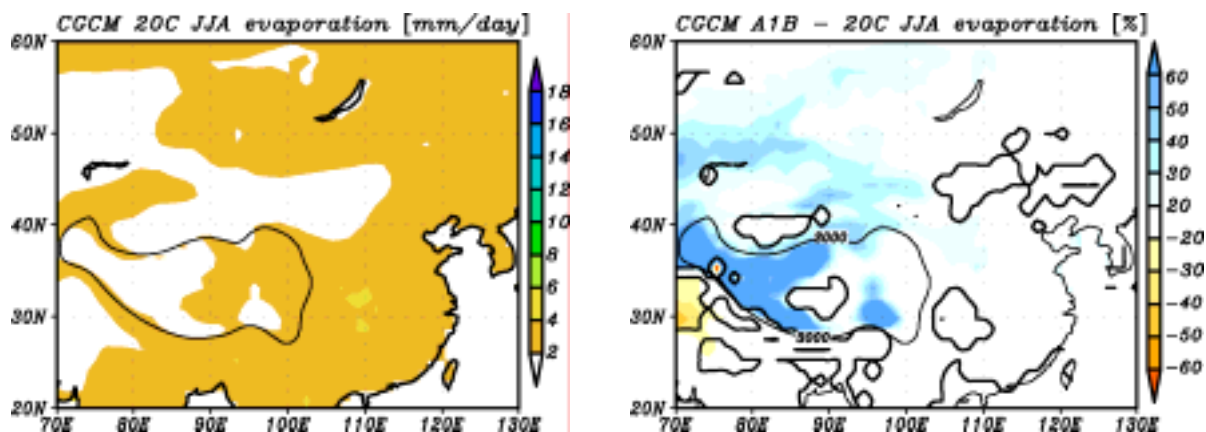 CGCM 20C JJA evaporation [mm/day]
60N
50N
40N
30N
20N
70E 80E 90E 100E 110E 120E 130E
18
16
14
12
10
8
6
4
2
CGCM A1B - 20C JJA evaporation [%]
60N
50N
40N
30N
20N
70E 80E 90E 100E 110E 120E 130E
3000
3000
60
50
40
30
20
-20
-30
-40
-50
-60